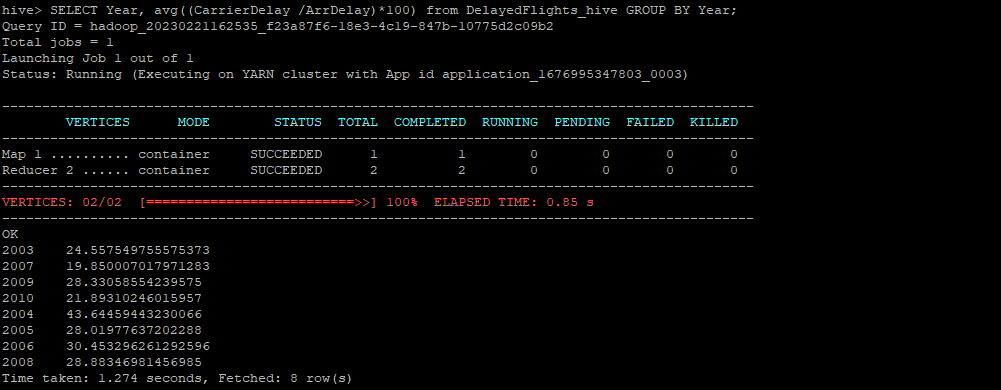 hive> SELECT Year, avg((CarrierDelay /ArrDelay)*100) from DelayedFlights_hive GROUP BY Year;
Query ID = hadoop_20230221162535_f23a87f6-18e3-4c19-847b-10775d2c09b2
Total jobs = 1
Launching Job 1 out of 1
Status: Running (Executing on YARN cluster with App id application_1676995347803_0003)
----------------------------------------------------------------------------------------------
VERTICES MODE STATUS TOTAL COMPLETED RUNNING PENDING FAILED KILLED
----------------------------------------------------------------------------------------------
Map 1 .......... container SUCCEEDED 1 1 0 0 0 0
Reducer 2 ...... container SUCCEEDED 2 2 0 0 0 0
----------------------------------------------------------------------------------------------
VERTICES: 02/02 [==========================>>] 100% ELAPSED TIME: 0.85 s
----------------------------------------------------------------------------------------------
OK
2003 24.557549755575373
2007 19.850007017971283
2009 28.33058554239575
2010 21.89310246015957
2004 43.64459443230066
2005 28.01977637202288
2006 30.453296261292596
2008 28.88346981456985
Time taken: 1.274 seconds, Fetched: 8 row(s)